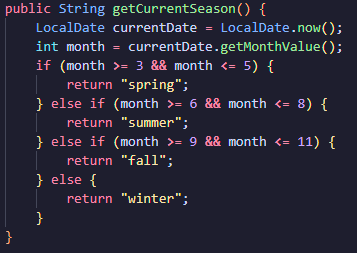 public String getCurrentSeason() {
    LocalDate currentDate = LocalDate.now();
    int month = currentDate.getMonthValue();
    if (month >= 3 && month <= 5) {
        return "spring";
    } else if (month >= 6 && month <= 8) {
        return "summer";
    } else if (month >= 9 && month <= 11) {
        return "fall";
    } else {
        return "winter";
    }
}